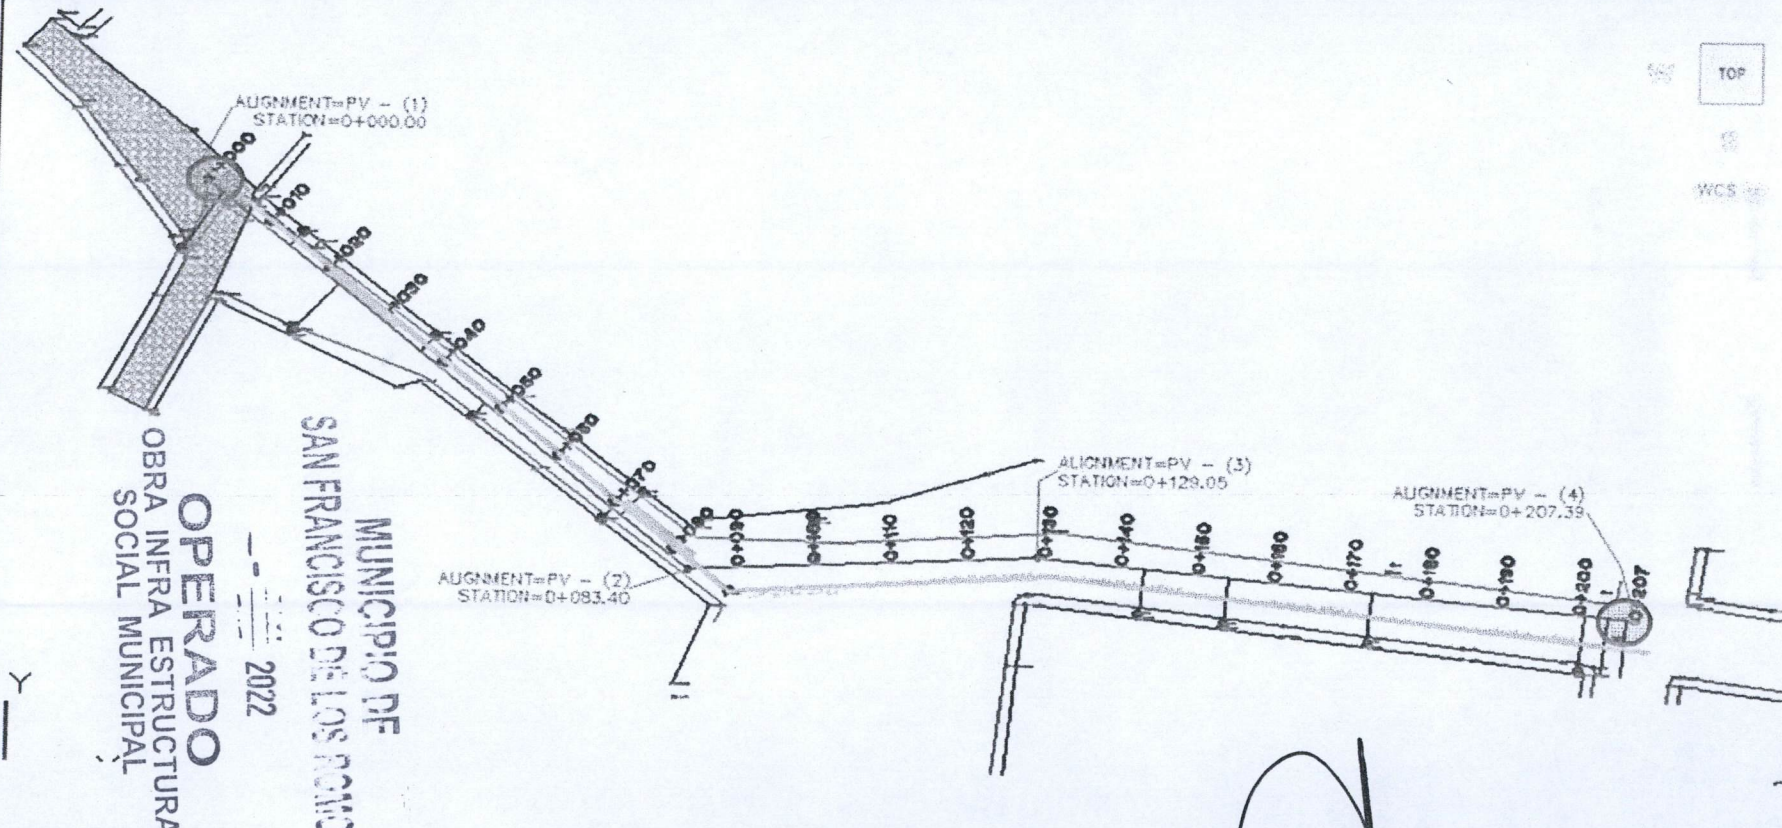 TOP
WCS
ALIGNMENT=PV - (1)
STATION=0+000.00
ALIGNMENT=PV - (2)
STATION=0+083.40
ALIGNMENT=PV - (3)
STATION=0+129.05
ALIGNMENT=PV - (4)
STATION=0+207.39
0+090
0+110
0+120
0+130
0+140
0+150
0+160
0+170
0+180
0+190
0+200
207
MUNICIPIO DE
SAN FRANCISCO DE LOS ROMO
2022
OPERADO
OBRA INFRA ESTRUCTURA
SOCIAL MUNICIPAL
Y